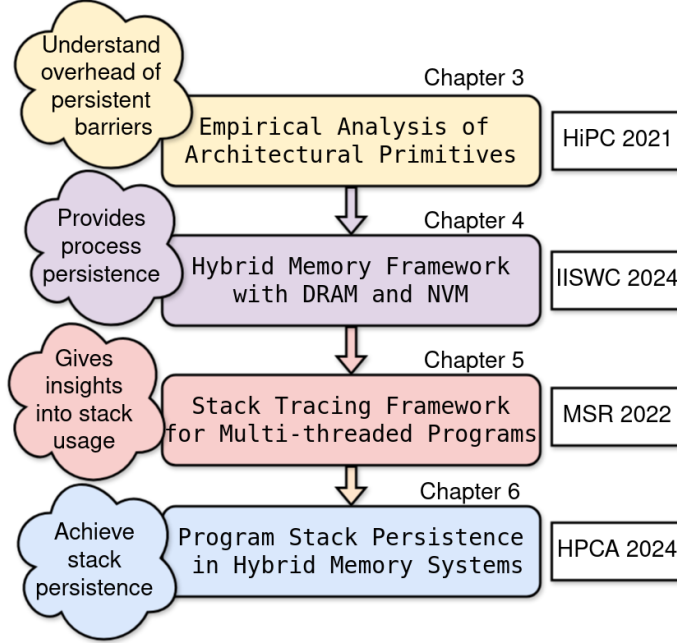 Understand
overhead of
persistent
barriers
Chapter 3
Empirical Analysis of
Architectural Primitives
HiPC 2021
Provides
process
persistence
Chapter 4
Hybrid Memory Framework
with DRAM and NVM
IISWC 2024
Gives
insights
into stack
usage
Chapter 5
Stack Tracing Framework
for Multi-threaded Programs
MSR 2022
Achieve
stack
persistence
Chapter 6
Program Stack Persistence
in Hybrid Memory Systems
HPCA 2024